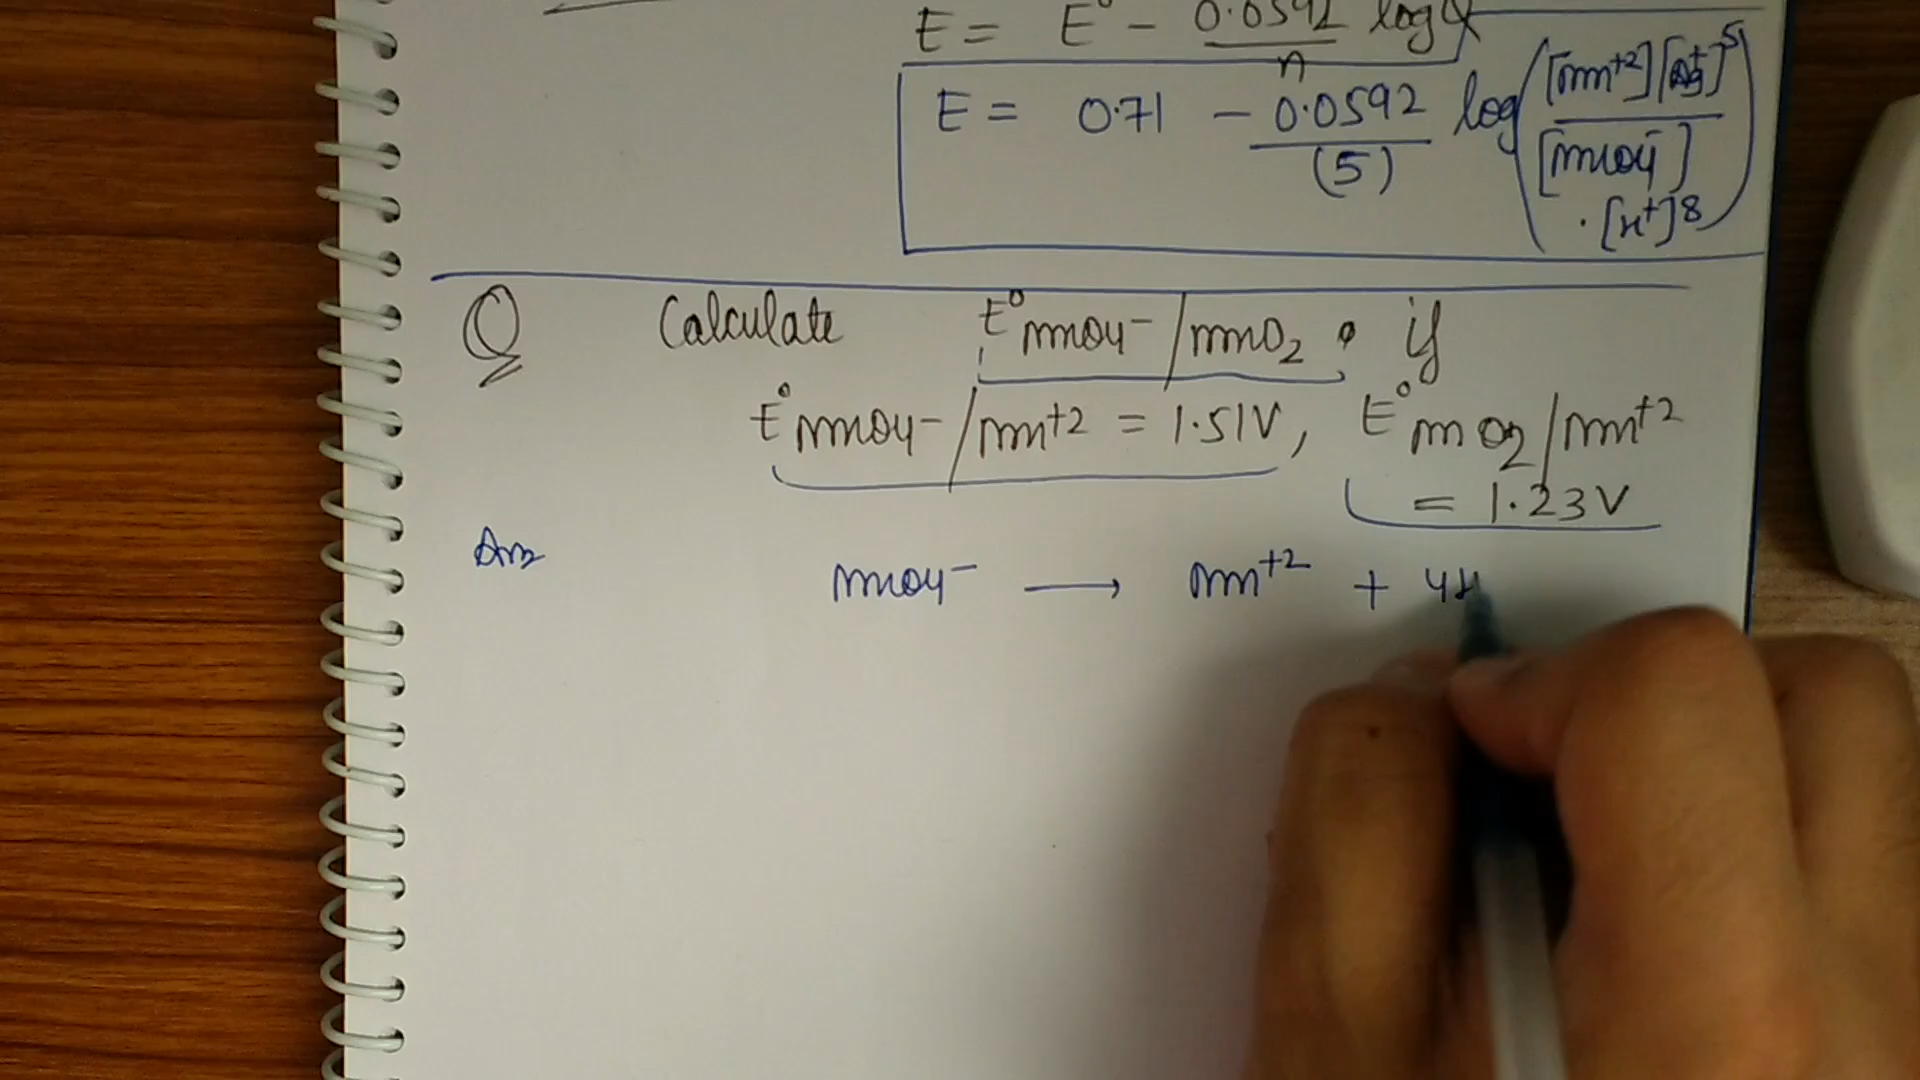 E = E° - 0.0592/n log Q
E = 0.71 - 0.0592/(5) log([Mn+2][Ag+]5/[MnO4-]·[H+]8)
Q Calculate E°MnO4-/MnO2 if
E°MnO4-/Mn+2 = 1.51V, E°MnO2/Mn+2
= 1.23V
Ans MnO4- ⟶ Mn+2 + 4H